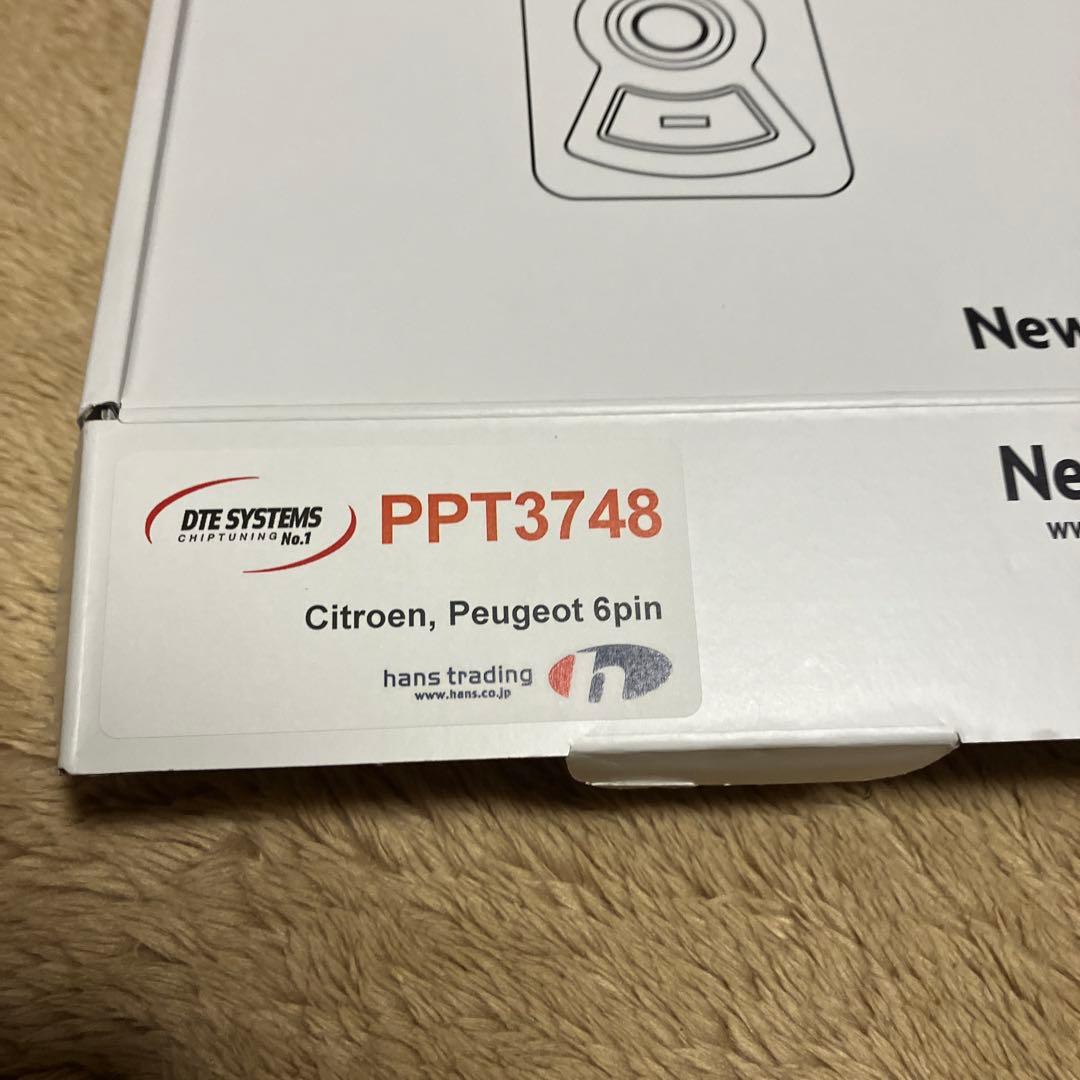 New
Ne
DTE SYSTEMS
CHIPTUNING No.1
PPT3748
Citroen, Peugeot 6pin
hans trading
www.hans.co.jp
h